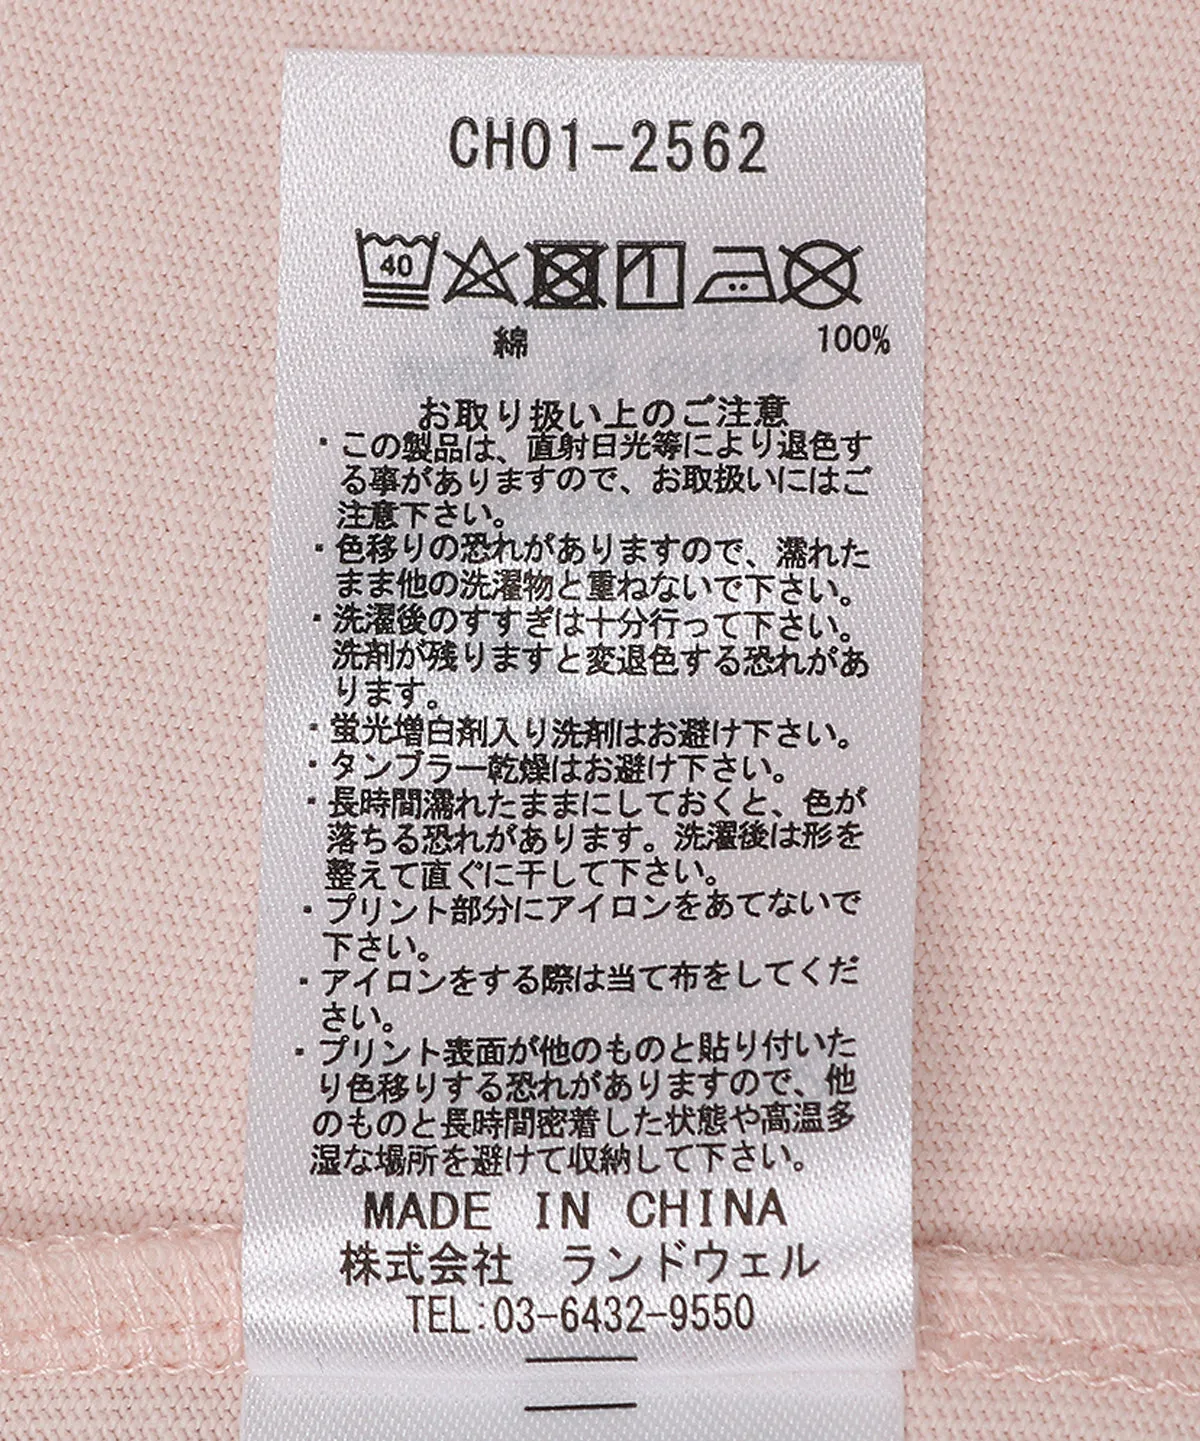 CH01-2562
40
綿 100%
お取り扱い上のご注意
・この製品は、直射日光等により退色す
る事がありますので、お取扱いにはご
注意下さい。
・色移りの恐れがありますので、濡れた
まま他の洗濯物と重ねないで下さい。
・洗濯後のすすぎは十分行って下さい。
洗剤が残りますと変退色する恐れがあ
ります。
・蛍光増白剤入り洗剤はお避け下さい。
・タンブラー乾燥はお避け下さい。
・長時間濡れたままにしておくと、色が
落ちる恐れがあります。洗濯後は形を
整えて直ぐに干して下さい。
・プリント部分にアイロンをあてないで
下さい。
・アイロンをする際は当て布をしてくだ
さい。
・プリント表面が他のものと貼り付いた
り色移りする恐れがありますので、他
のものと長時間密着した状態や高温多
湿な場所を避けて収納して下さい。
MADE IN CHINA
株式会社 ランドウェル
TEL:03-6432-9550